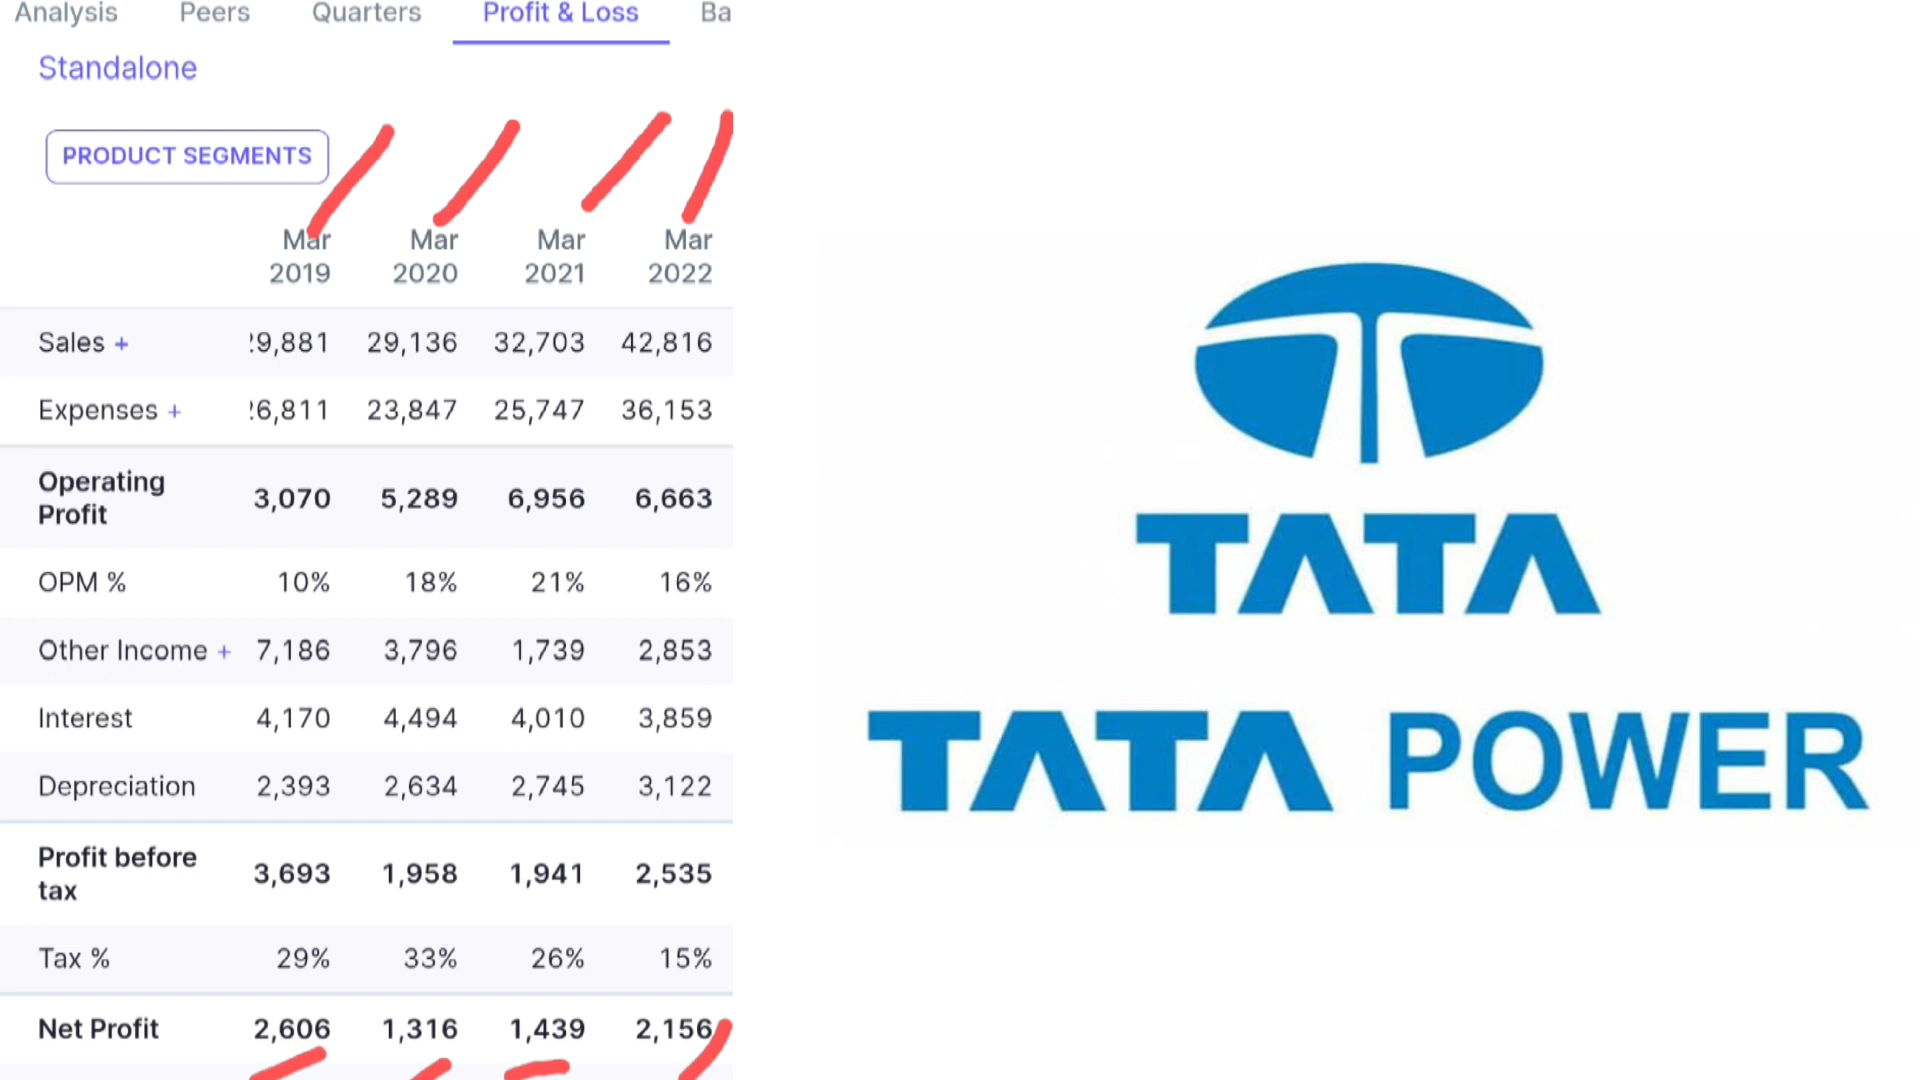 Analysis Peers Quarters Profit & Loss Ba
Standalone
PRODUCT SEGMENTS
Mar 2019 Mar 2020 Mar 2021 Mar 2022
Sales + 9,881 29,136 32,703 42,816
Expenses + 6,811 23,847 25,747 36,153
Operating Profit 3,070 5,289 6,956 6,663
OPM % 10% 18% 21% 16%
Other Income + 7,186 3,796 1,739 2,853
Interest 4,170 4,494 4,010 3,859
Depreciation 2,393 2,634 2,745 3,122
Profit before tax 3,693 1,958 1,941 2,535
Tax % 29% 33% 26% 15%
Net Profit 2,606 1,316 1,439 2,156
TATA
TATA POWER